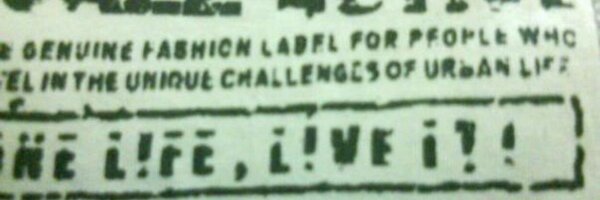 GENUINE FASHION LABEL FOR PEOPLE WHO
IN THE UNIQUE CHALLENGES OF URBAN LIFE
LIFE, LIVE IT!